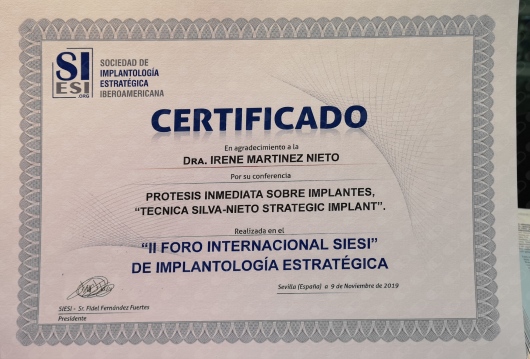 SI
ESI
.ORG
SOCIEDAD DE
IMPLANTOLOGÍA
ESTRATÉGICA
IBEROAMERICANA
CERTIFICADO
En agradecimiento a la
DRA. IRENE MARTINEZ NIETO
Por su conferencia
PROTESIS INMEDIATA SOBRE IMPLANTES,
“TECNICA SILVA-NIETO STRATEGIC IMPLANT”.
Realizada en el
“II FORO INTERNACIONAL SIESI”
DE IMPLANTOLOGÍA ESTRATÉGICA
Sevilla (España) a 9 de Noviembre de 2019
SIESI - Sr. Fidel Fernández Fuertes
Presidente